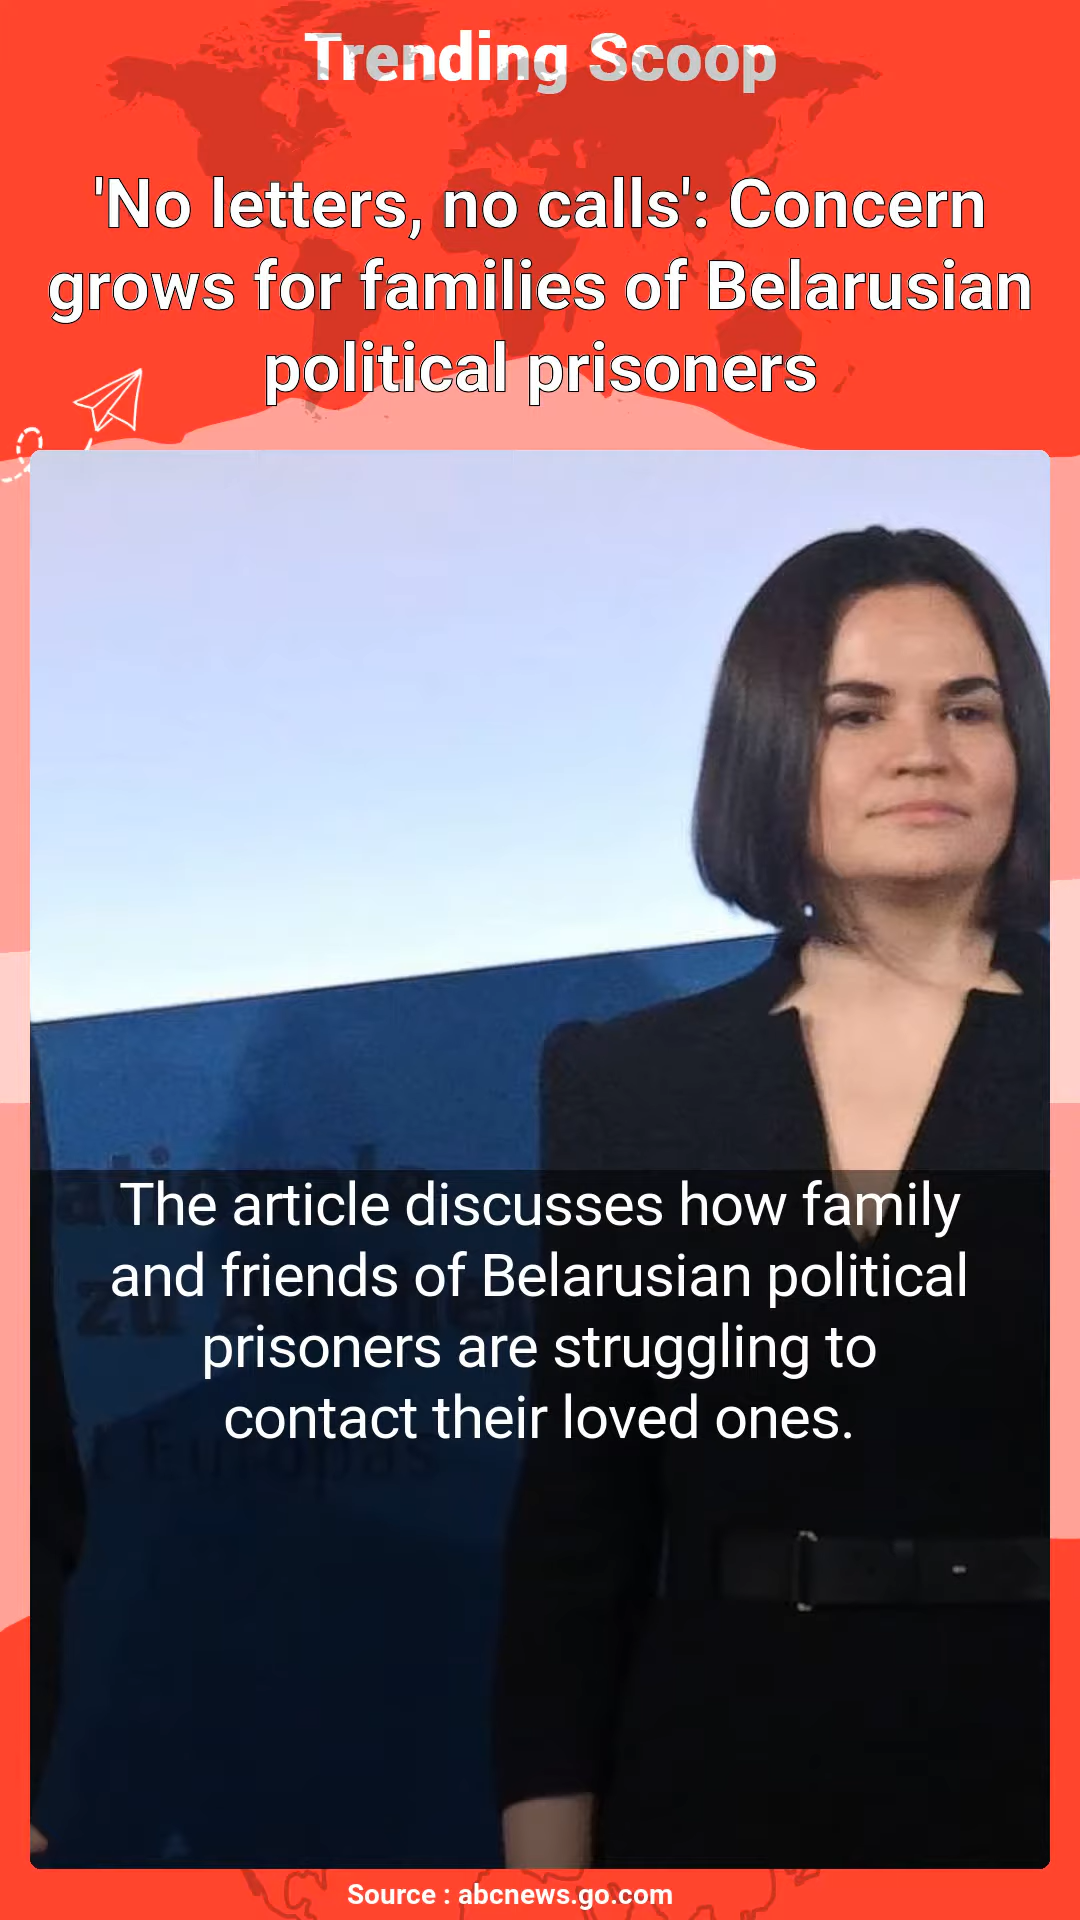 Trending Scoop
'No letters, no calls': Concern
grows for families of Belarusian
political prisoners
The article discusses how family
and friends of Belarusian political
prisoners are struggling to
contact their loved ones.
Europas
Source : abcnews.go.com